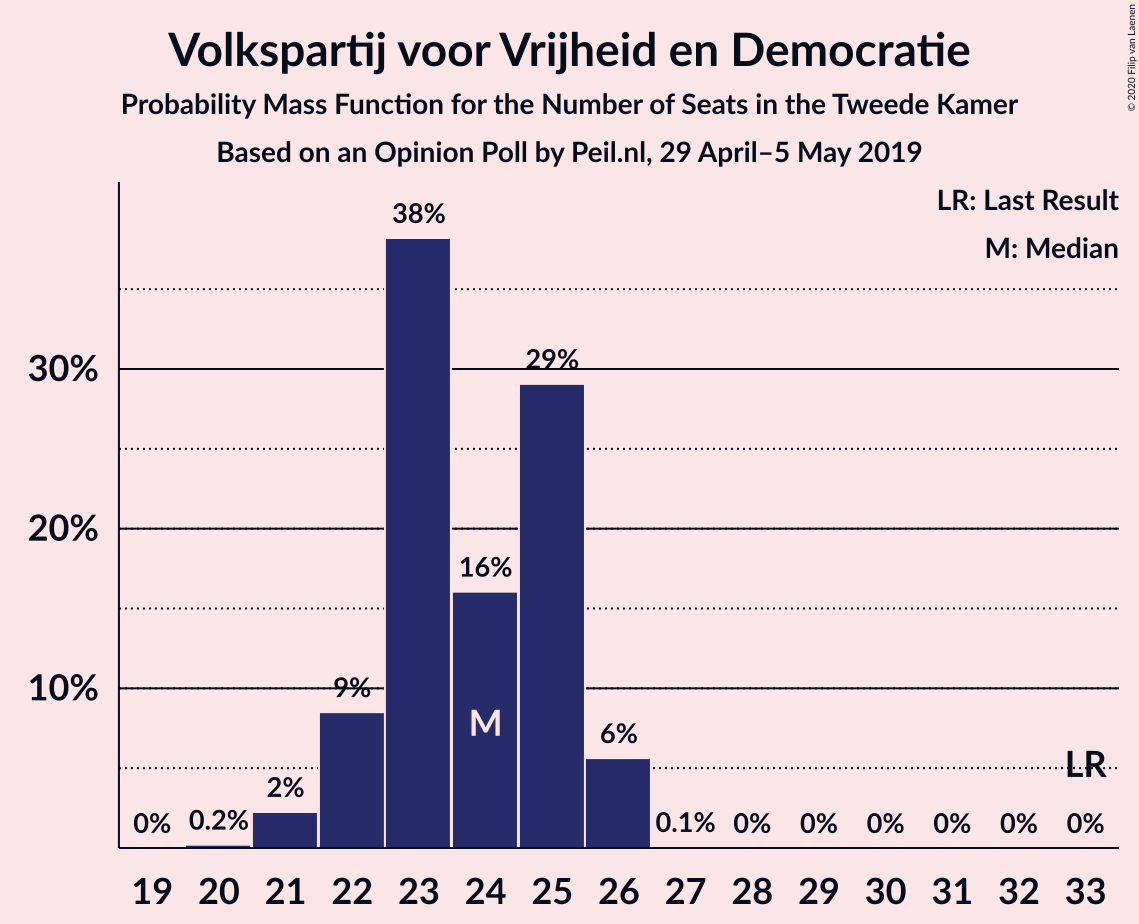 Volkspartij voor Vrijheid en Democratie
Probability Mass Function for the Number of Seats in the Tweede Kamer
Based on an Opinion Poll by Peil.nl, 29 April–5 May 2019
© 2020 Filip van Laenen
LR: Last Result
M: Median
38%
30%
29%
20%
16%
10%
9%
M
6%
LR
2%
0% 0.2% 0.1% 0% 0% 0% 0% 0% 0%
19 20 21 22 23 24 25 26 27 28 29 30 31 32 33